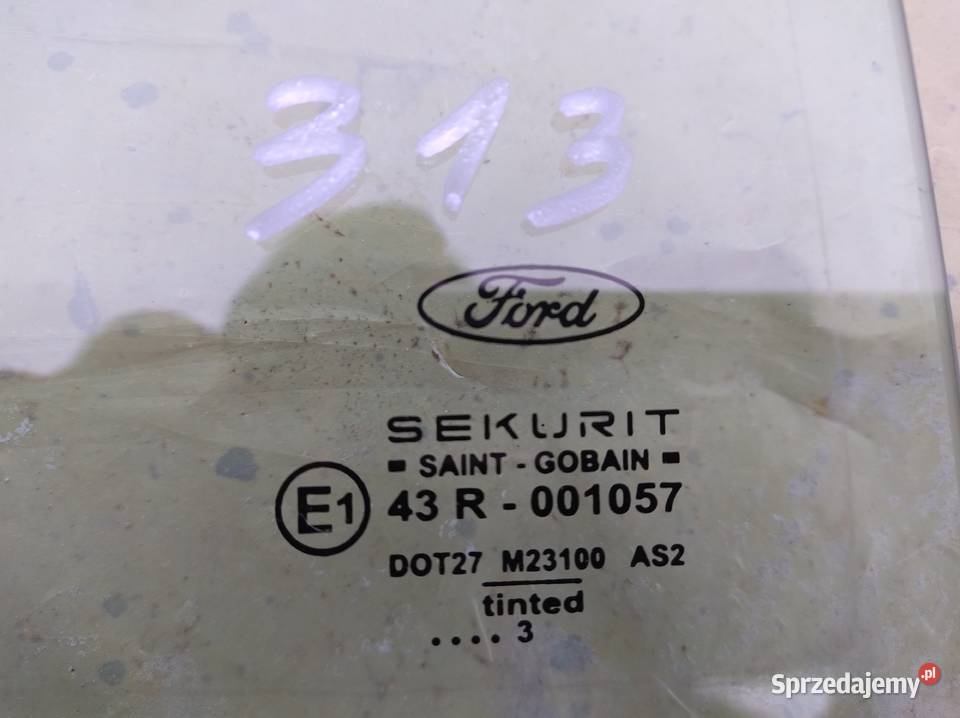 313
Ford
SEKURIT
SAINT - GOBAIN
E1 43 R - 001057
DOT27 M23100 AS2
tinted
.... 3
Sprzedajemy.pl